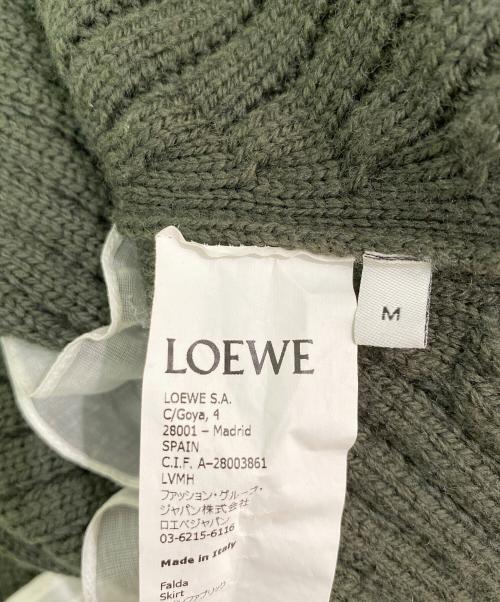 LOEWE
M
LOEWE S.A.
C/Goya, 4
28001 – Madrid
SPAIN
C.I.F. A–28003861
LVMH
ファッション・グループ・
ジャパン株式会社
ロエベジャパン
03-6215-6116
Made in Italy
Falda
Skirt